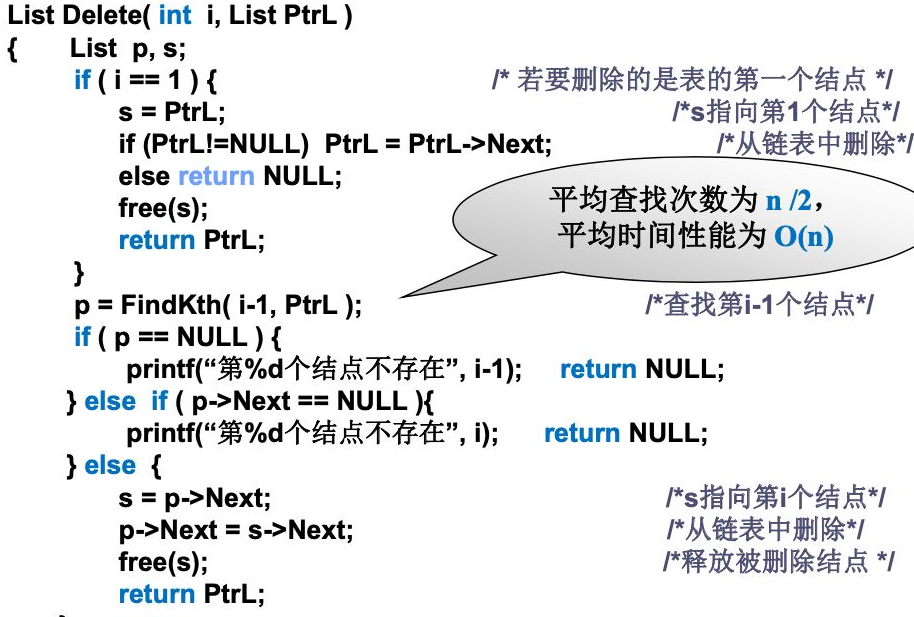 List Delete( int i, List PtrL )
{ List p, s;
if ( i == 1 ) { /* 若要删除的是表的第一个结点 */
s = PtrL; /*s指向第1个结点*/
if (PtrL!=NULL) PtrL = PtrL->Next; /*从链表中删除*/
else return NULL;
free(s);
return PtrL;
}
平均查找次数为 n /2，
平均时间性能为 O(n)
p = FindKth( i-1, PtrL ); /*查找第i-1个结点*/
if ( p == NULL ) {
printf(“第%d个结点不存在”, i-1); return NULL;
} else if ( p->Next == NULL ){
printf(“第%d个结点不存在”, i); return NULL;
} else {
s = p->Next; /*s指向第i个结点*/
p->Next = s->Next; /*从链表中删除*/
free(s); /*释放被删除结点 */
return PtrL;